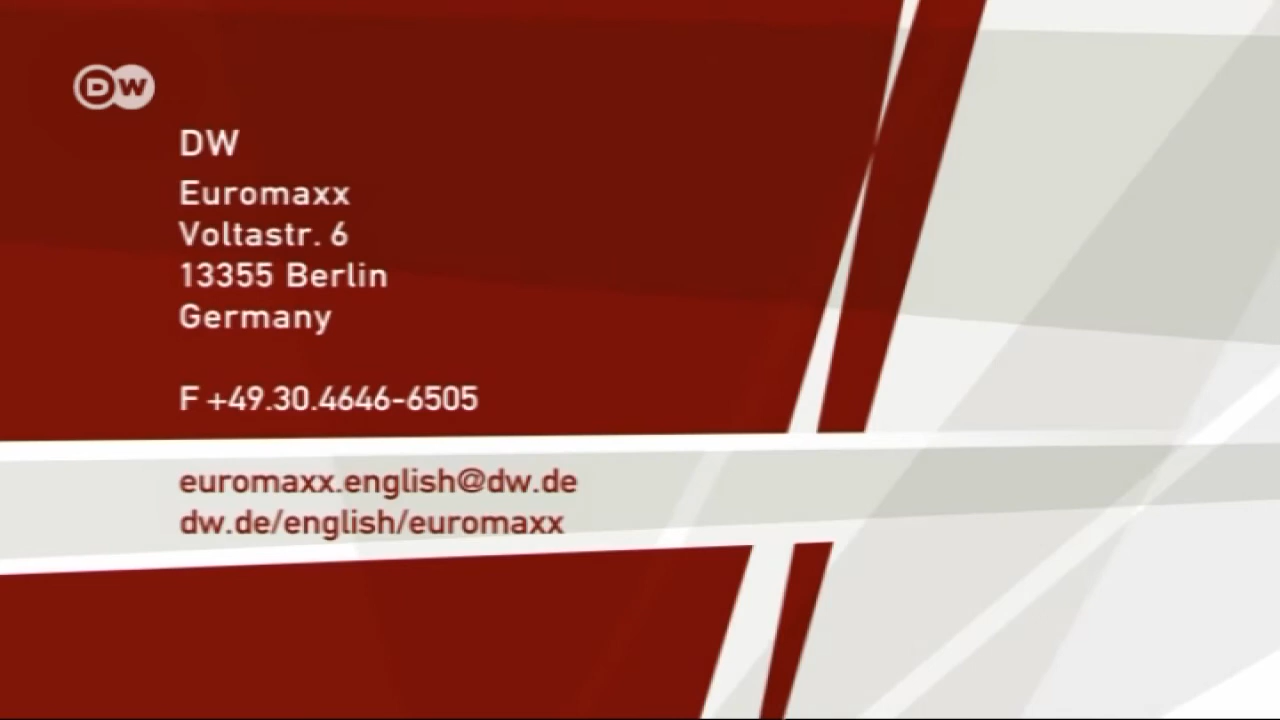 DW
DW
Euromaxx
Voltastr. 6
13355 Berlin
Germany
F +49.30.4646-6505
euromaxx.english@dw.de
dw.de/english/euromaxx